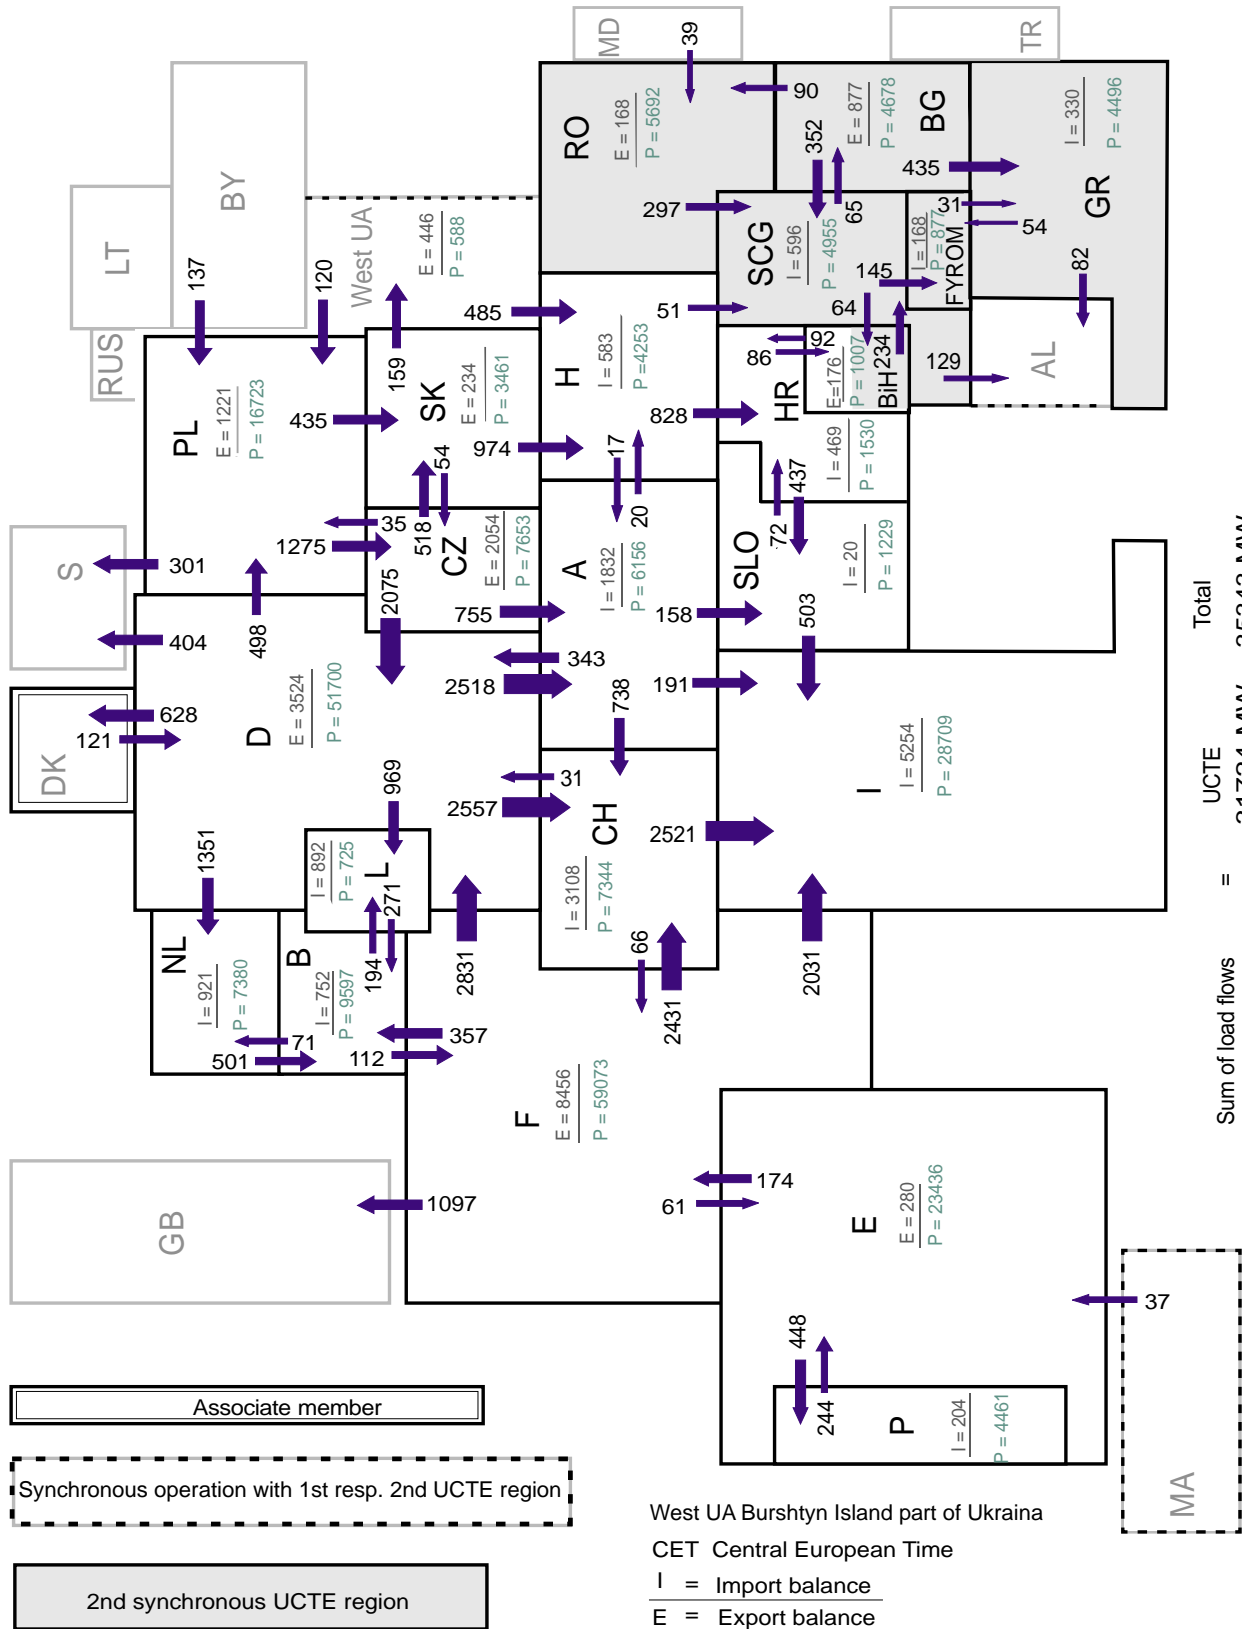 MD
39
TR
RO
E = 168
P = 5692
90
E = 877
P = 4678
BG
I = 330
P = 4496
GR
352
435
65
297
31
54
SCG
I = 596
P = 4955
I = 168
P = 877
FYROM
145
64
82
51
BY
LT
RUS
137
120
West UA
E = 446
P = 588
159
485
H
I = 583
P =4253
86
92
HR
E=176
P = 1007
BiH
234
129
AL
PL
E = 1221
P = 16723
435
SK
E = 234
P = 3461
974
54
518
828
I = 469
P = 1530
17
20
437
72
S
301
35
1275
CZ
E = 2054
P = 7653
A
I = 1832
P = 6156
SLO
I = 20
P = 1229
404
498
2075
755
158
503
343
2518
191
738
628
121
DK
D
E = 3524
P = 51700
969
31
2557
CH
I = 3108
P = 7344
2521
I
I = 5254
P = 28709
1351
I = 892
P = 725
L
271
194
2831
66
2431
2031
NL
I = 921
P = 7380
B
I = 752
P = 9597
71
501
112
357
F
E = 8456
P = 59073
GB
1097
174
61
E
E = 280
P = 23436
37
MA
448
244
P
I = 204
P = 4461
UCTE Total
Sum of load flows =
Associate member
Synchronous operation with 1st resp. 2nd UCTE region
2nd synchronous UCTE region
West UA Burshtyn Island part of Ukraina
CET Central European Time
I = Import balance
E = Export balance